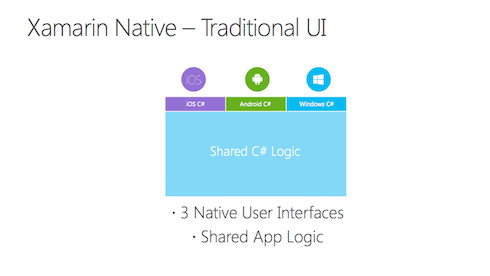 Xamarin Native – Traditional UI
iOS
iOS C# Android C# Windows C#
Shared C# Logic
• 3 Native User Interfaces
• Shared App Logic